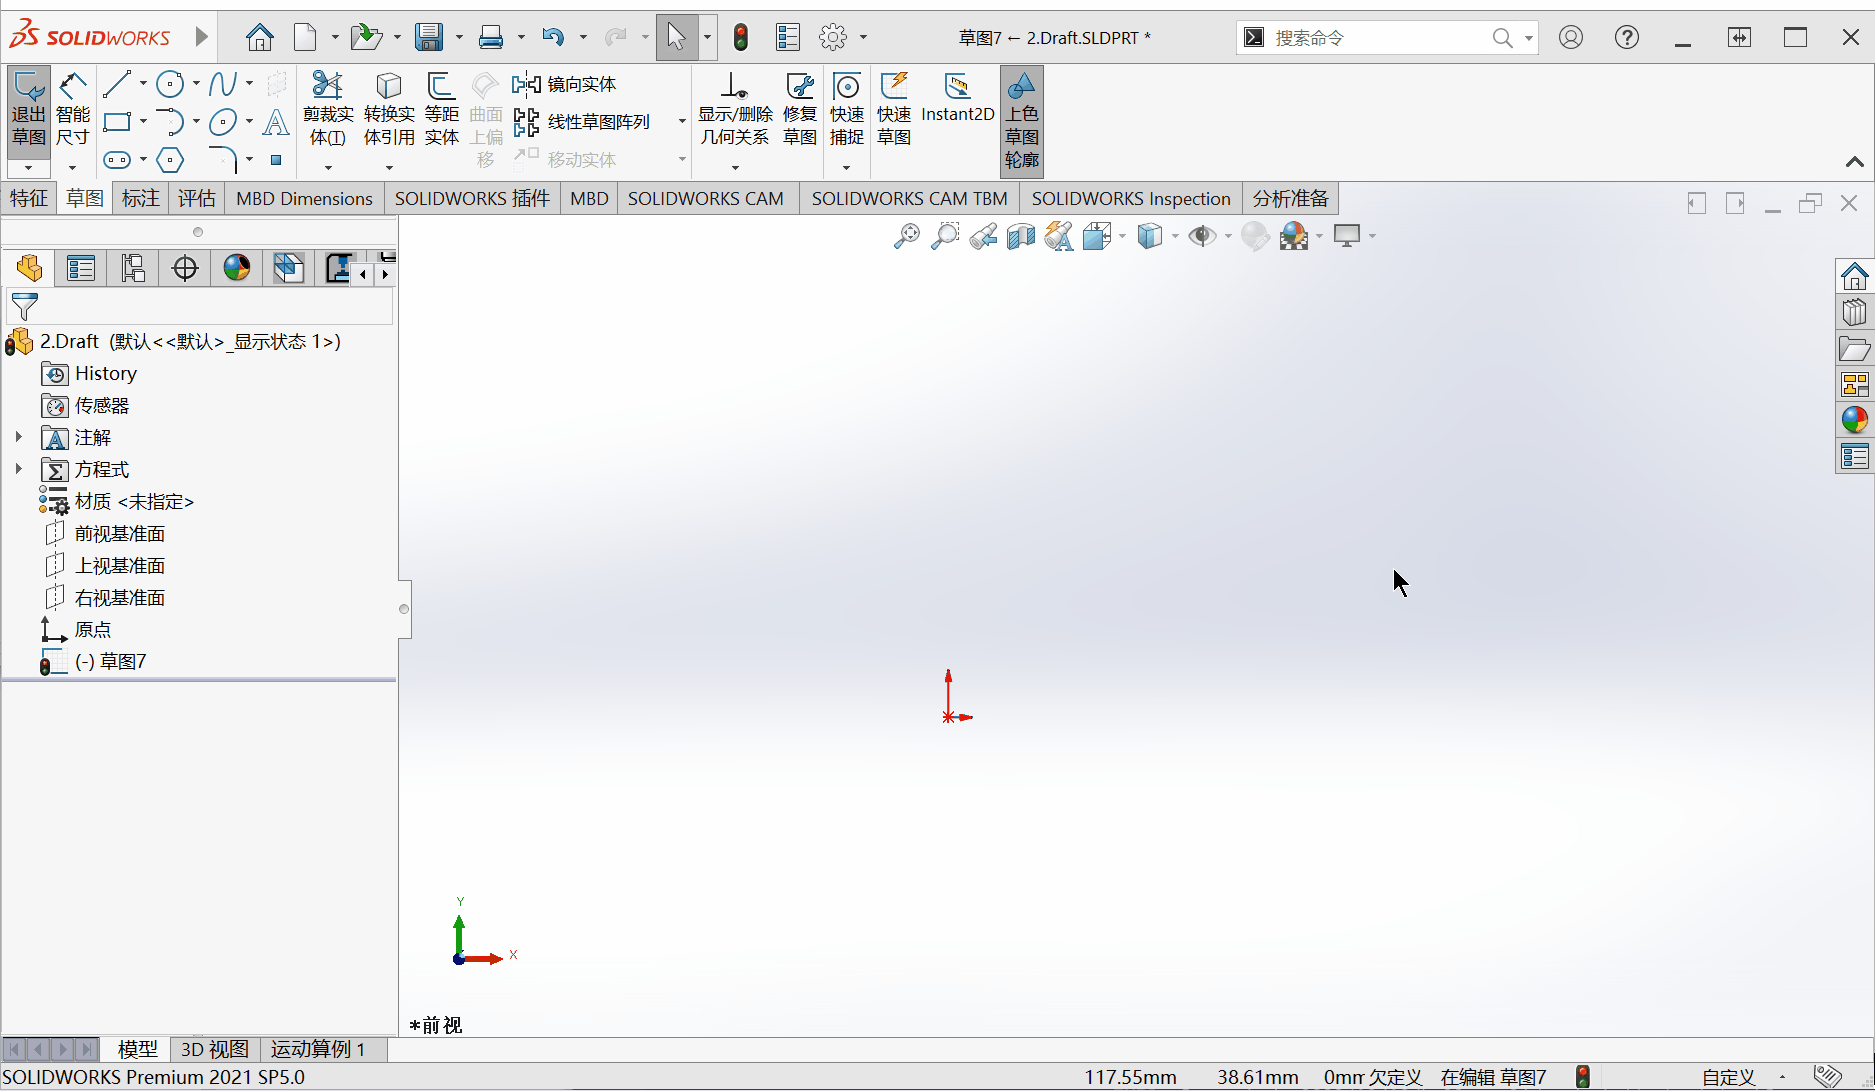 SOLIDWORKS
草图7 ← 2.Draft.SLDPRT *
搜索命令
退出草图
智能尺寸
剪裁实体(T)
转换实体引用
等距实体
曲面上偏移
镜向实体
线性草图阵列
移动实体
显示/删除几何关系
修复草图
快速捕捉
快速草图
Instant2D
上色草图轮廓
特征 草图 标注 评估 MBD Dimensions SOLIDWORKS 插件 MBD SOLIDWORKS CAM SOLIDWORKS CAM TBM SOLIDWORKS Inspection 分析准备
2.Draft (默认<<默认>_显示状态 1>)
History
传感器
注解
方程式
材质 <未指定>
前视基准面
上视基准面
右视基准面
原点
(-) 草图7
Y
X
*前视
模型 3D 视图 运动算例 1
SOLIDWORKS Premium 2021 SP5.0 117.55mm 38.61mm 0mm 欠定义 在编辑 草图7 自定义